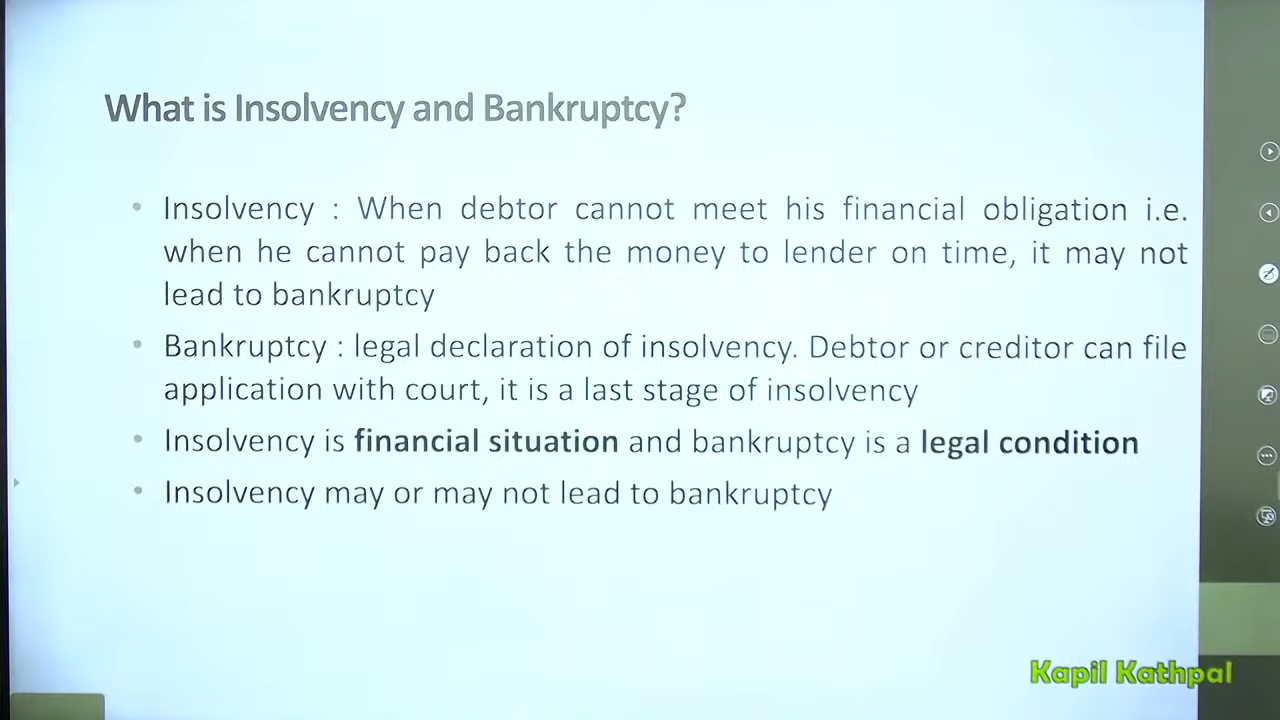 What is Insolvency and Bankruptcy?
• Insolvency : When debtor cannot meet his financial obligation i.e.
when he cannot pay back the money to lender on time, it may not
lead to bankruptcy
• Bankruptcy : legal declaration of insolvency. Debtor or creditor can file
application with court, it is a last stage of insolvency
• Insolvency is financial situation and bankruptcy is a legal condition
• Insolvency may or may not lead to bankruptcy
Kapil Kathpal